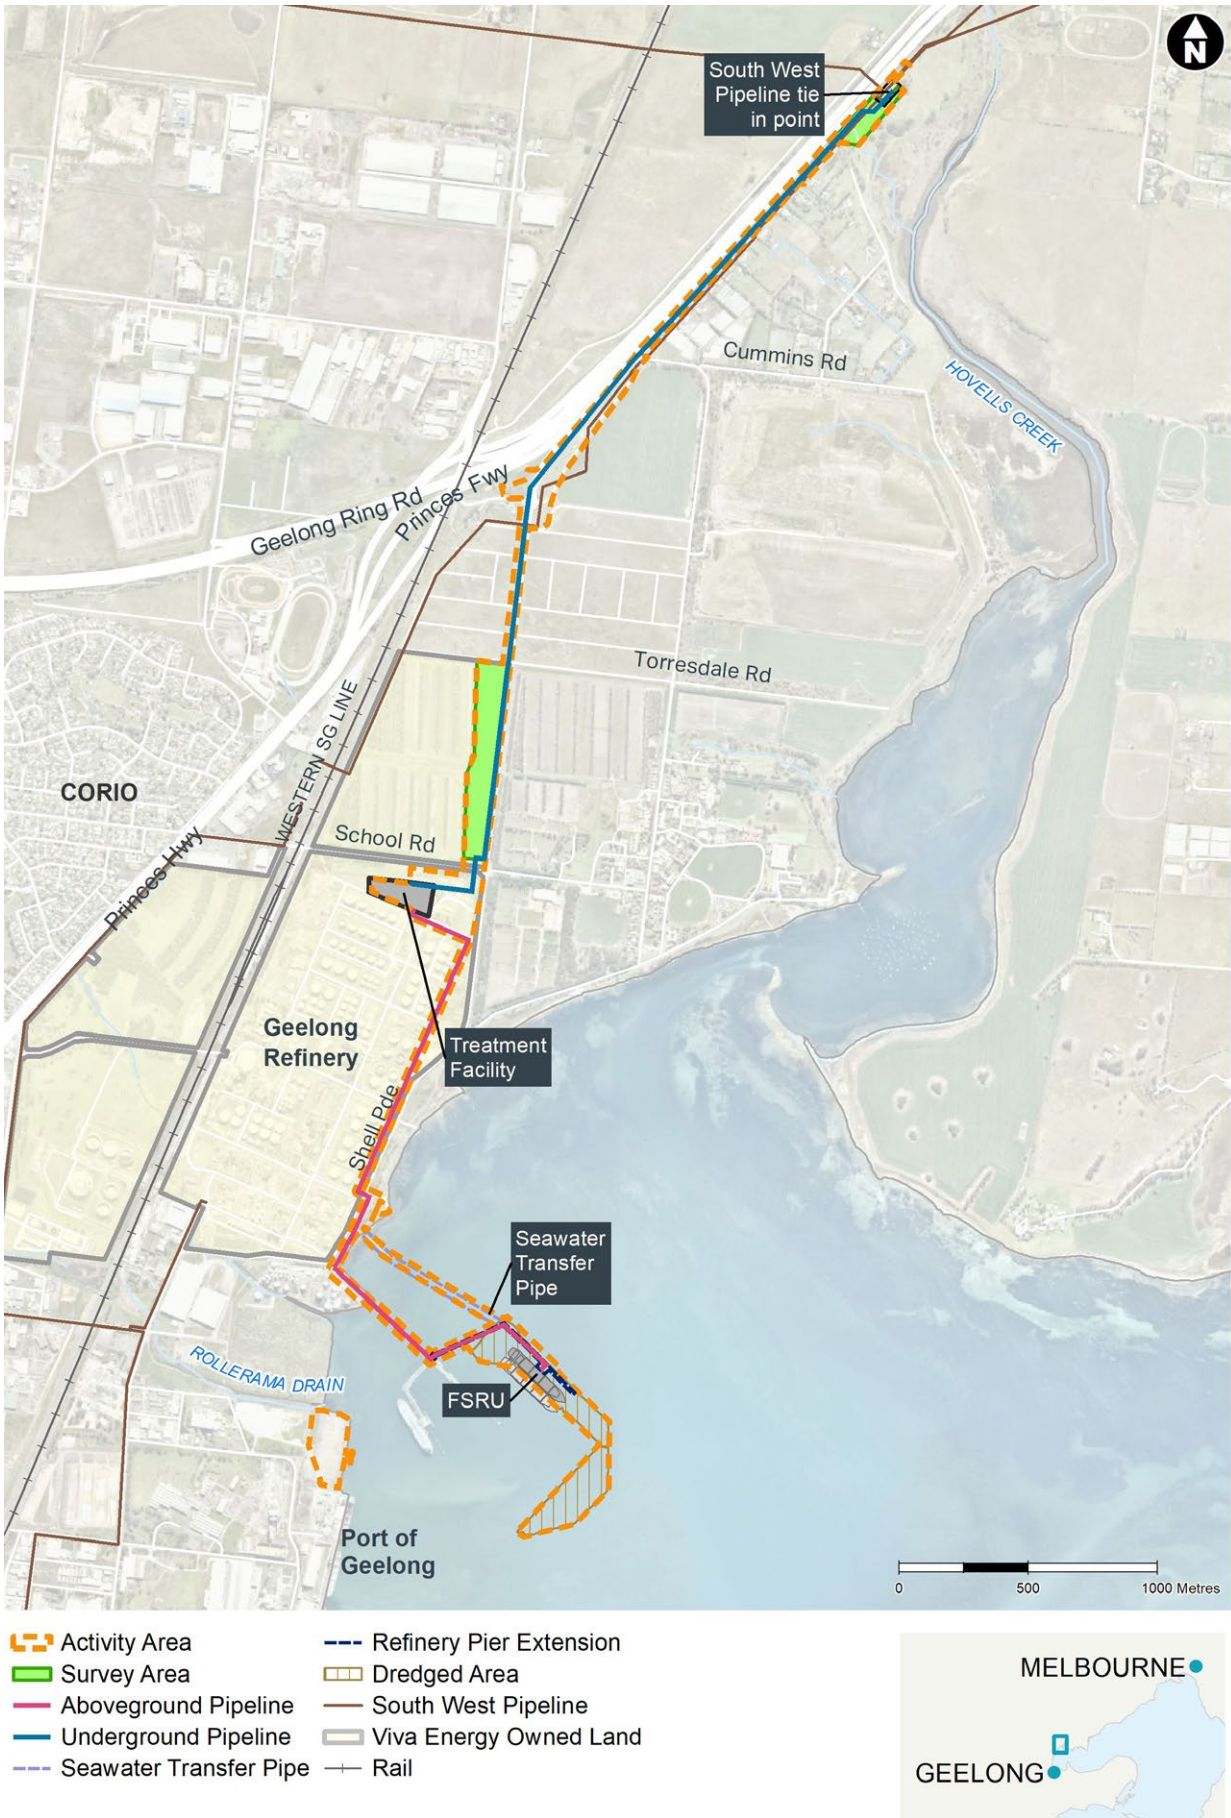 N
South West
Pipeline tie
in point
Cummins Rd
HOVELLS CREEK
Princes Fwy
Geelong Ring Rd
Torresdale Rd
WESTERN SG LINE
CORIO
School Rd
Princes Hwy
Geelong
Refinery
Treatment
Facility
Shell Pde
Seawater
Transfer
Pipe
ROLLERAMA DRAIN
FSRU
Port of
Geelong
0 500 1000 Metres
Activity Area
Survey Area
Aboveground Pipeline
Underground Pipeline
Seawater Transfer Pipe
Refinery Pier Extension
Dredged Area
South West Pipeline
Viva Energy Owned Land
Rail
MELBOURNE
GEELONG